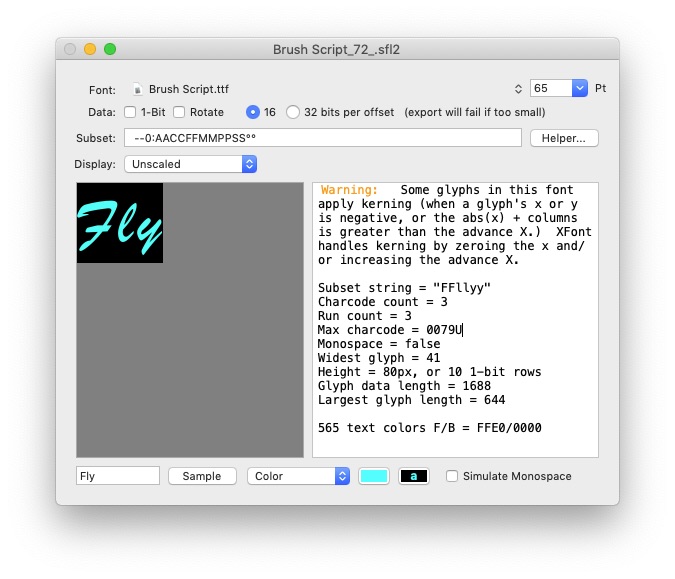 Brush Script_72_.sfl2
Font: Brush Script.ttf 65 Pt
Data: 1-Bit Rotate 16 32 bits per offset (export will fail if too small)
Subset: --0:AACCFFMMPPSS°° Helper...
Display: Unscaled
Fly
Warning: Some glyphs in this font
apply kerning (when a glyph's x or y
is negative, or the abs(x) + columns
is greater than the advance X.) XFont
handles kerning by zeroing the x and/
or increasing the advance X.
Subset string = "FFllyy"
Charcode count = 3
Run count = 3
Max charcode = 0079U
Monospace = false
Widest glyph = 41
Height = 80px, or 10 1-bit rows
Glyph data length = 1688
Largest glyph length = 644
565 text colors F/B = FFE0/0000
Fly Sample Color a Simulate Monospace